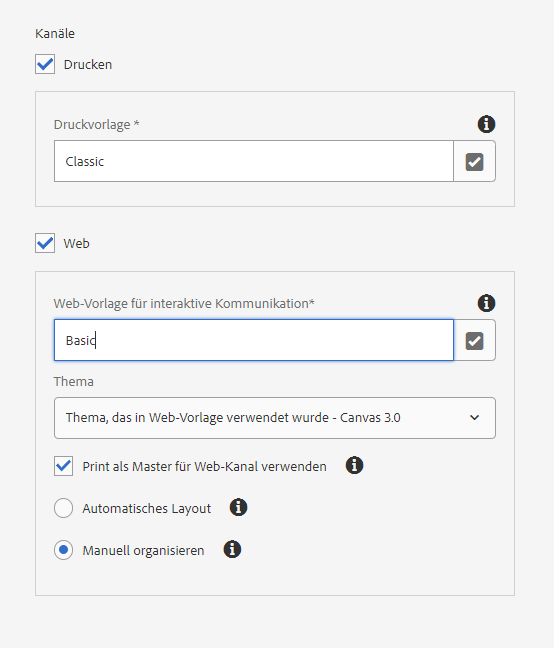 Kanäle
Drucken
Druckvorlage *
Classic
Web
Web-Vorlage für interaktive Kommunikation*
Basic
Thema
Thema, das in Web-Vorlage verwendet wurde - Canvas 3.0
Print als Master für Web-Kanal verwenden
Automatisches Layout
Manuell organisieren